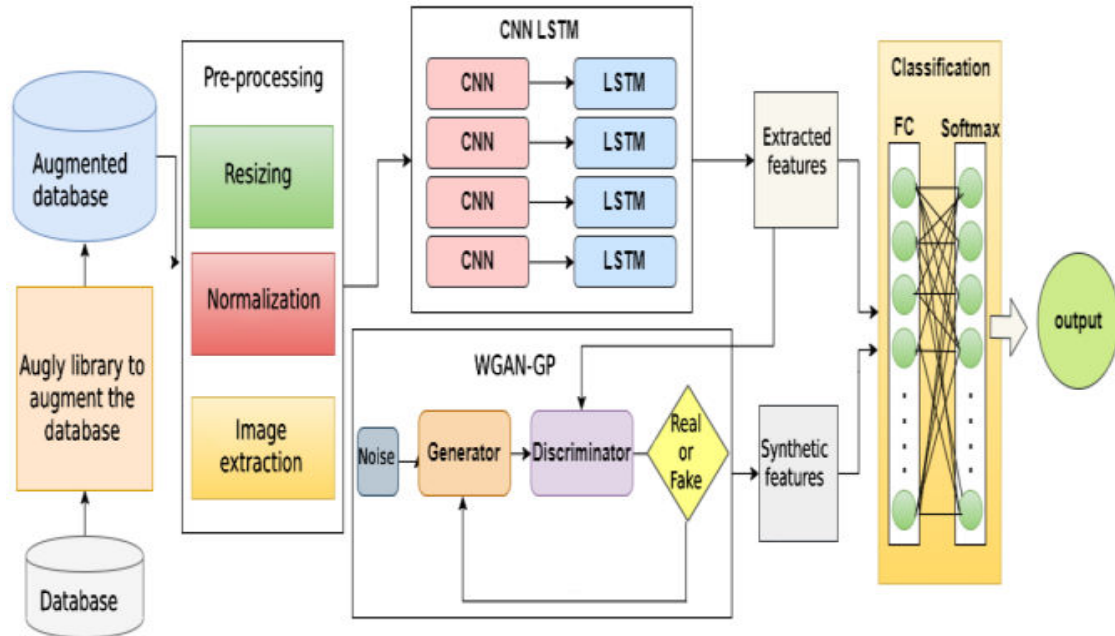 Augmented
database
Augly library to
augment the
database
Database
Pre-processing
Resizing
Normalization
Image
extraction
CNN LSTM
CNN
LSTM
CNN
LSTM
CNN
LSTM
CNN
LSTM
WGAN-GP
Noise
Generator
Discriminator
Real
or
Fake
Extracted
features
Synthetic
features
Classification
FC
Softmax
output